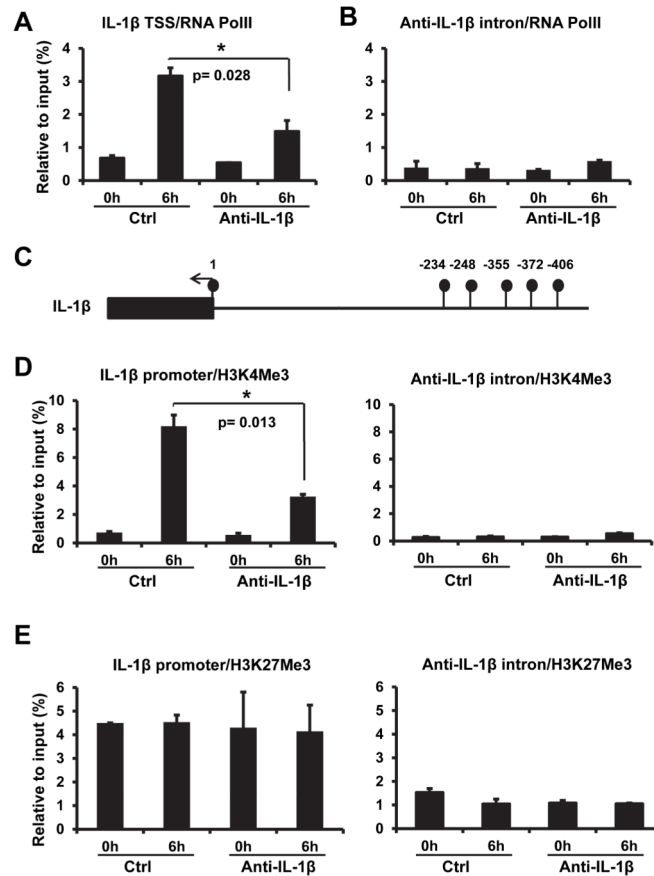 A
IL-1β TSS/RNA PolII
Relative to input (%)
4
3
2
1
0
*
p= 0.028
0h 6h 0h 6h
Ctrl Anti-IL-1β
B
Anti-IL-1β intron/RNA PolII
4
3
2
1
0
0h 6h 0h 6h
Ctrl Anti-IL-1β
C
1 -234 -248 -355 -372 -406
IL-1β
D
IL-1β promoter/H3K4Me3
Relative to input (%)
10
8
6
4
2
0
*
p= 0.013
0h 6h 0h 6h
Ctrl Anti-IL-1β
Anti-IL-1β intron/H3K4Me3
10
8
6
4
2
0
0h 6h 0h 6h
Ctrl Anti-IL-1β
E
IL-1β promoter/H3K27Me3
Relative to input (%)
6
5
4
3
2
1
0
0h 6h 0h 6h
Ctrl Anti-IL-1β
Anti-IL-1β intron/H3K27Me3
6
5
4
3
2
1
0
0h 6h 0h 6h
Ctrl Anti-IL-1β